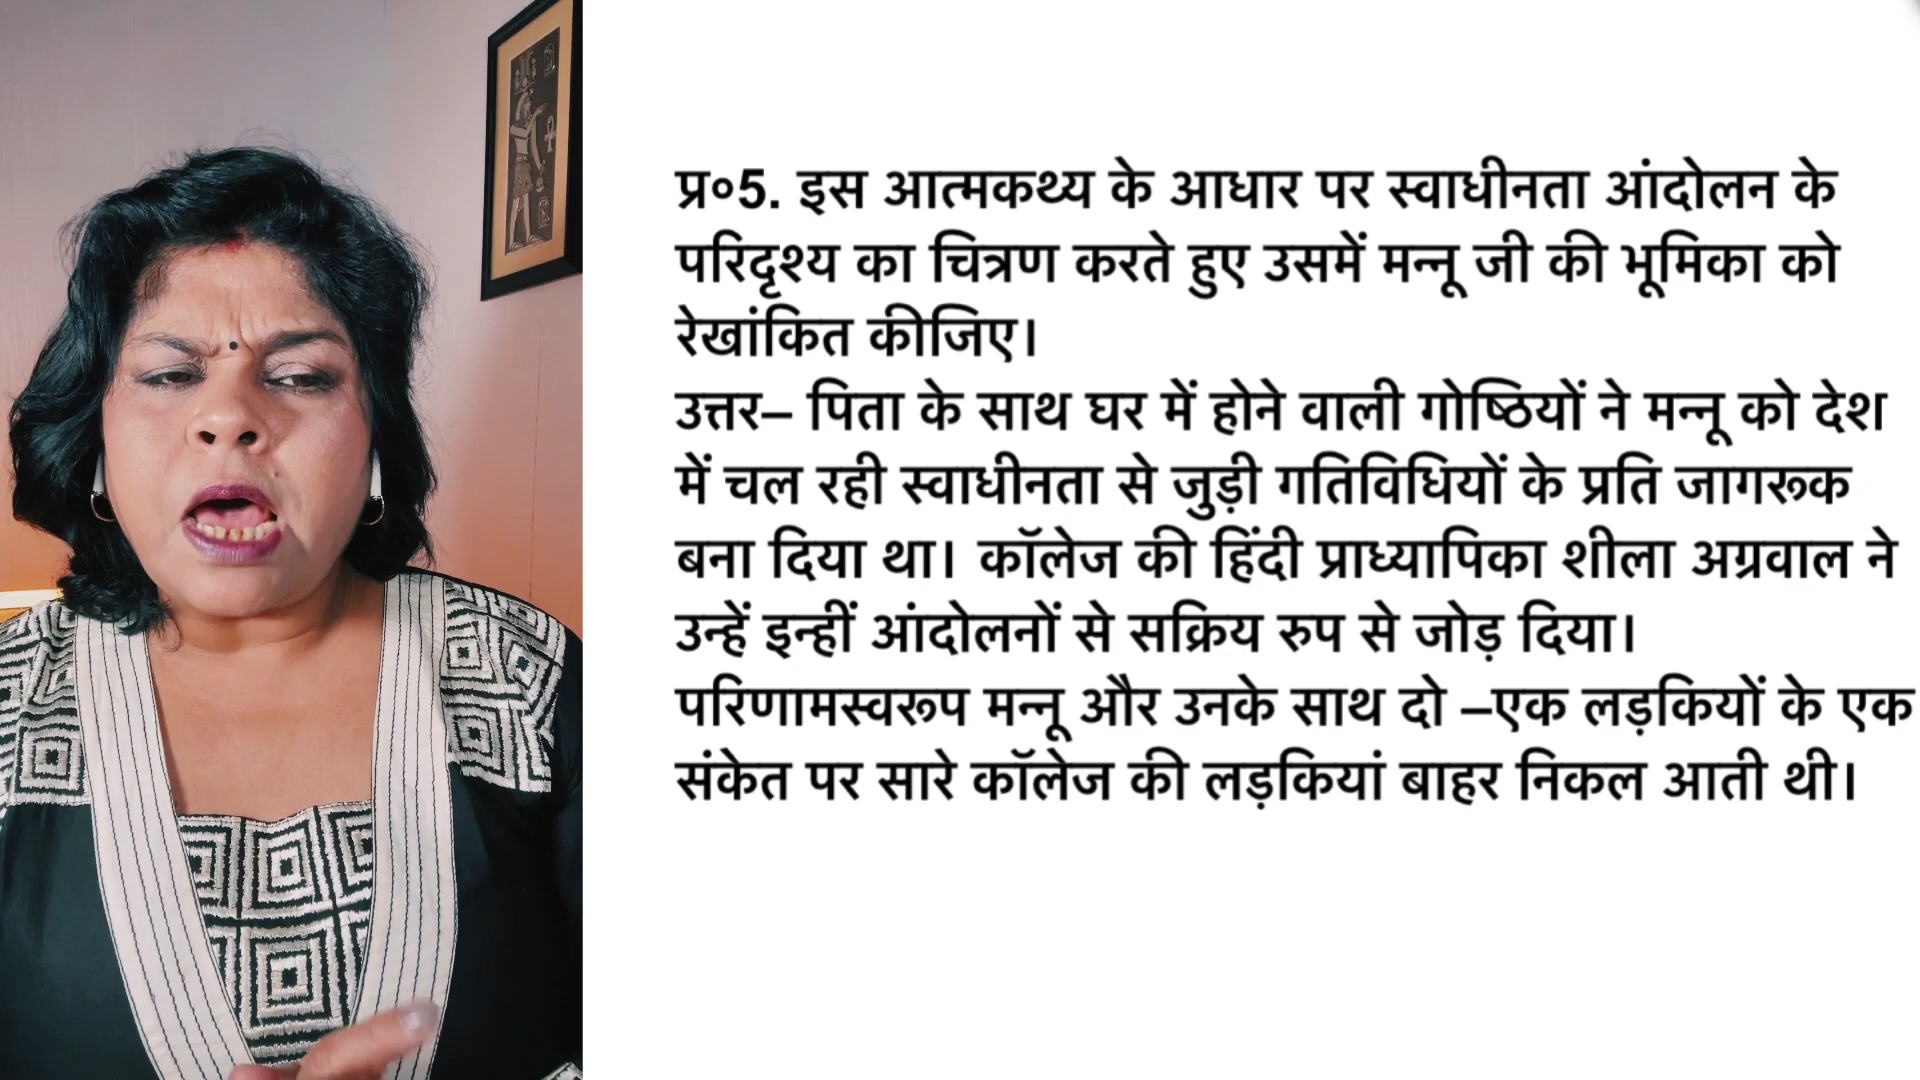 प्र०5. इस आत्मकथ्य के आधार पर स्वाधीनता आंदोलन के
परिदृश्य का चित्रण करते हुए उसमें मन्नू जी की भूमिका को
रेखांकित कीजिए।
उत्तर– पिता के साथ घर में होने वाली गोष्ठियों ने मन्नू को देश
में चल रही स्वाधीनता से जुड़ी गतिविधियों के प्रति जागरूक
बना दिया था। कॉलेज की हिंदी प्राध्यापिका शीला अग्रवाल ने
उन्हें इन्हीं आंदोलनों से सक्रिय रुप से जोड़ दिया।
परिणामस्वरूप मन्नू और उनके साथ दो –एक लड़कियों के एक
संकेत पर सारे कॉलेज की लड़कियां बाहर निकल आती थी।